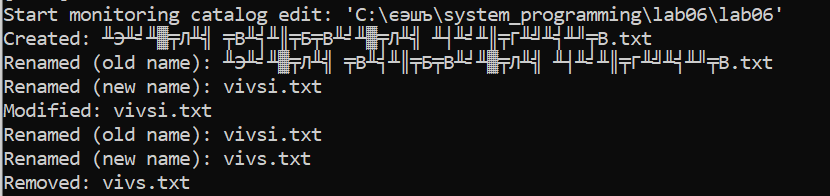 Start monitoring catalog edit: 'C:\єэшъ\system_programming\lab06\lab06'
Created: ╨Э╨╛╨▓╤Л╨╣ ╤В╨╡╨║╤Б╤В╨╛╨▓╤Л╨╣ ╨┤╨╛╨║╤Г╨╝╨╡╨╜╤В.txt
Renamed (old name): ╨Э╨╛╨▓╤Л╨╣ ╤В╨╡╨║╤Б╤В╨╛╨▓╤Л╨╣ ╨┤╨╛╨║╤Г╨╝╨╡╨╜╤В.txt
Renamed (new name): vivsi.txt
Modified: vivsi.txt
Renamed (old name): vivsi.txt
Renamed (new name): vivs.txt
Removed: vivs.txt